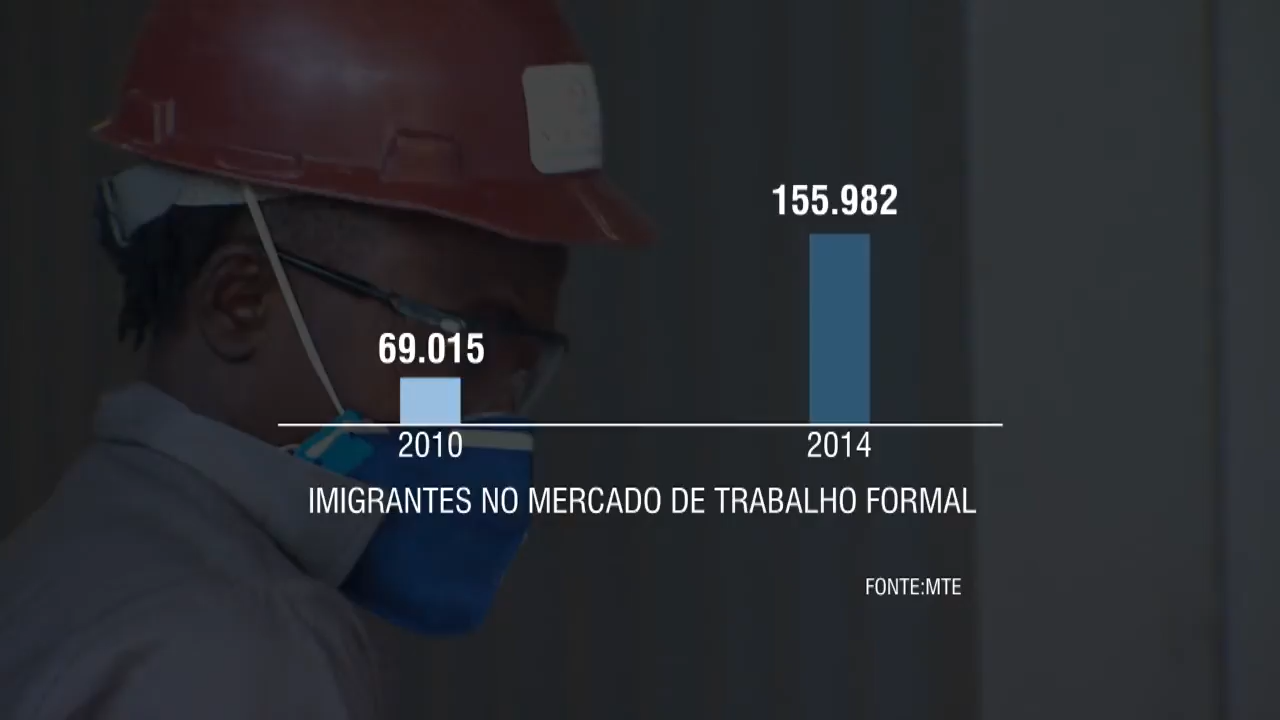 155.982
69.015
2010 2014
IMIGRANTES NO MERCADO DE TRABALHO FORMAL
FONTE:MTE